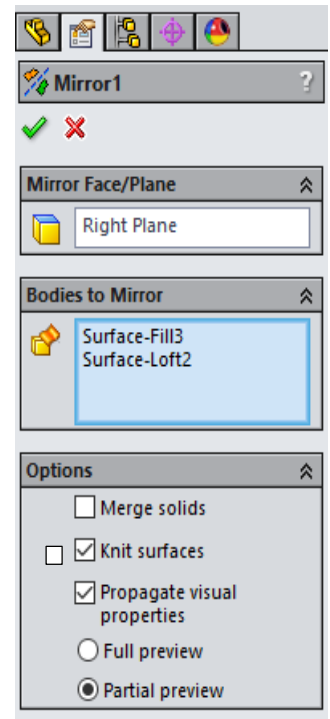 Mirror1 ?
Mirror Face/Plane
Right Plane
Bodies to Mirror
Surface-Fill3
Surface-Loft2
Options
Merge solids
Knit surfaces
Propagate visual
properties
Full preview
Partial preview